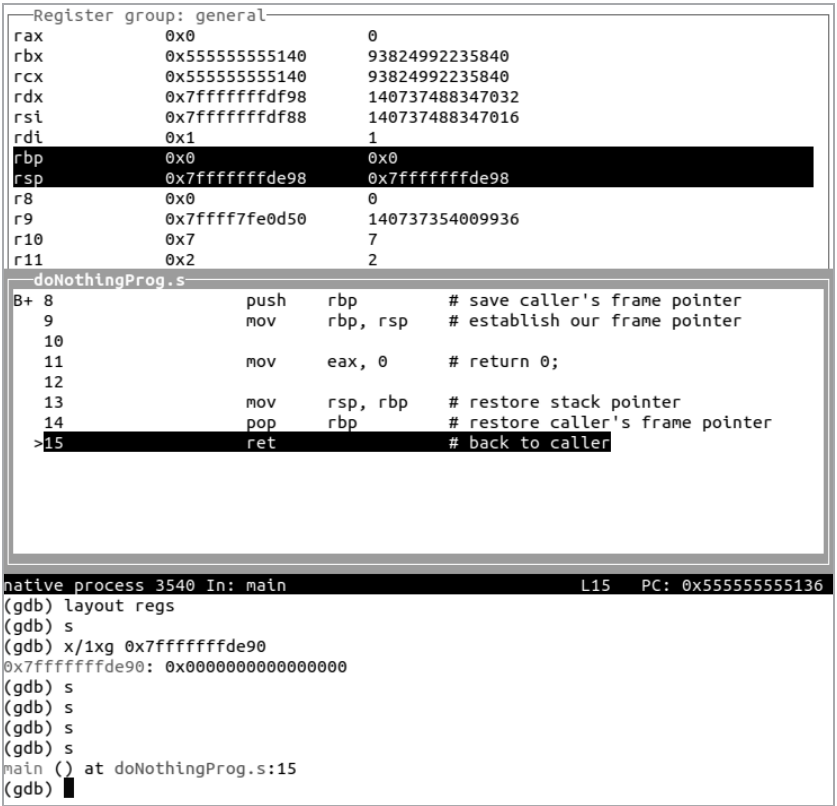 Register group: general
rax 0x0 0
rbx 0x555555555140 93824992235840
rcx 0x555555555140 93824992235840
rdx 0x7fffffffdf98 140737488347032
rsi 0x7fffffffdf88 140737488347016
rdi 0x1 1
rbp 0x0 0x0
rsp 0x7fffffffde98 0x7fffffffde98
r8 0x0 0
r9 0x7ffff7fe0d50 140737354009936
r10 0x7 7
r11 0x2 2
doNothingProg.s
B+ 8 push rbp # save caller's frame pointer
9 mov rbp, rsp # establish our frame pointer
10
11 mov eax, 0 # return 0;
12
13 mov rsp, rbp # restore stack pointer
14 pop rbp # restore caller's frame pointer
>15 ret # back to caller
native process 3540 In: main L15 PC: 0x555555555136
(gdb) layout regs
(gdb) s
(gdb) x/1xg 0x7fffffffde90
0x7fffffffde90: 0x0000000000000000
(gdb) s
(gdb) s
(gdb) s
(gdb) s
main () at doNothingProg.s:15
(gdb)